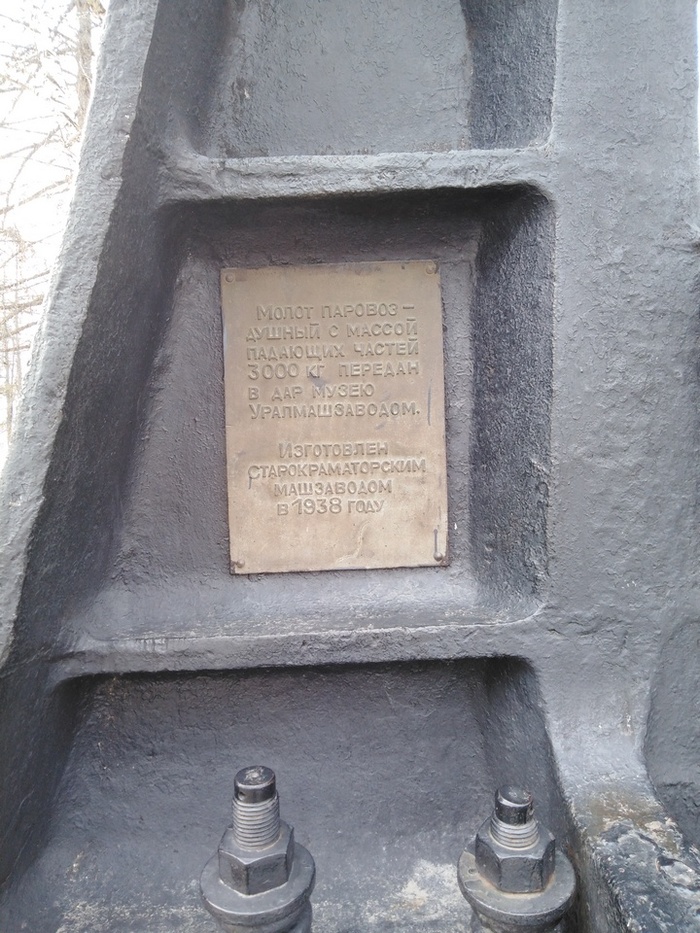 Молот паровоз-
душный с массой
падающих частей
3000 кг передан
в дар музею
Уралмашзаводом.
Изготовлен
Старокраматорским
машзаводом
в 1938 году